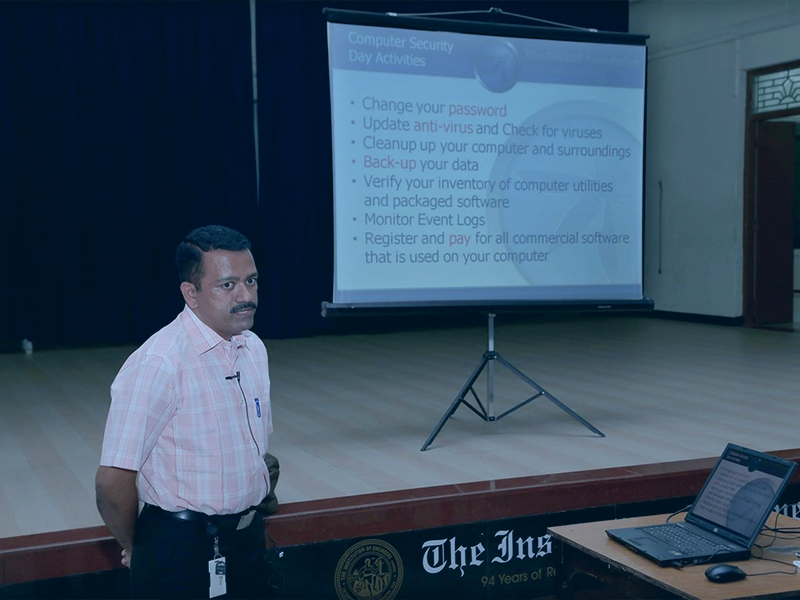 Computer Security
Day Activities
• Change your password
• Update anti-virus and Check for viruses
• Cleanup up your computer and surroundings
• Back-up your data
• Verify your inventory of computer utilities
and packaged software
• Monitor Event Logs
• Register and pay for all commercial software
that is used on your computer
The Ins
94 Years of Re